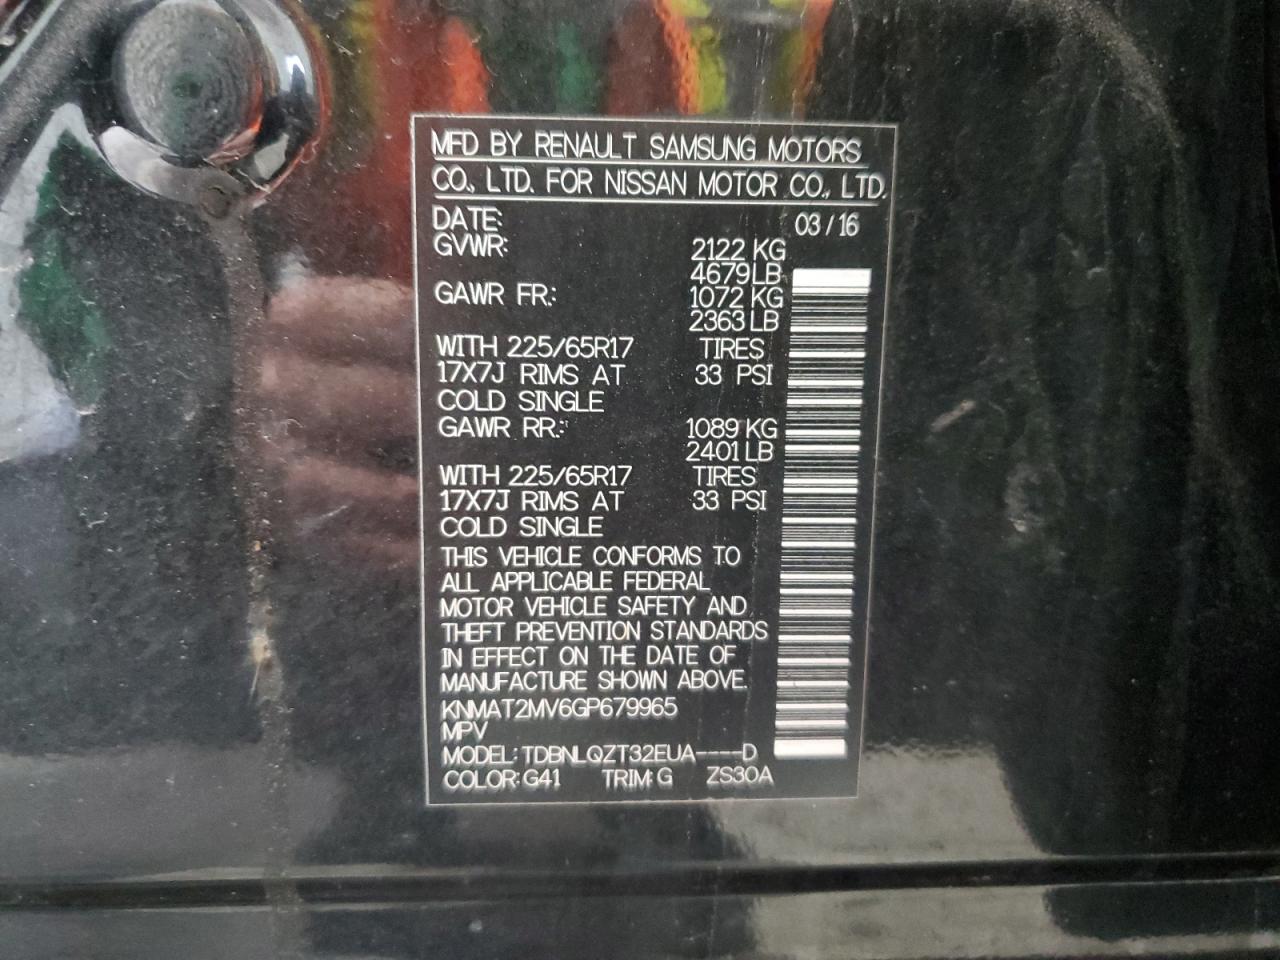 MFD BY RENAULT SAMSUNG MOTORS
CO., LTD. FOR NISSAN MOTOR CO., LTD.
DATE: 03 / 16
GVWR: 2122 KG
4679 LB
GAWR FR.: 1072 KG
2363 LB
WITH 225/65R17 TIRES
17X7J RIMS AT 33 PSI
COLD SINGLE
GAWR RR.: 1089 KG
2401 LB
WITH 225/65R17 TIRES
17X7J RIMS AT 33 PSI
COLD SINGLE
THIS VEHICLE CONFORMS TO
ALL APPLICABLE FEDERAL
MOTOR VEHICLE SAFETY AND
THEFT PREVENTION STANDARDS
IN EFFECT ON THE DATE OF
MANUFACTURE SHOWN ABOVE.
KNMAT2MV6GP679965
MPV
MODEL: TDBNLQZT32EUA----D
COLOR: G41 TRIM: G ZS30A